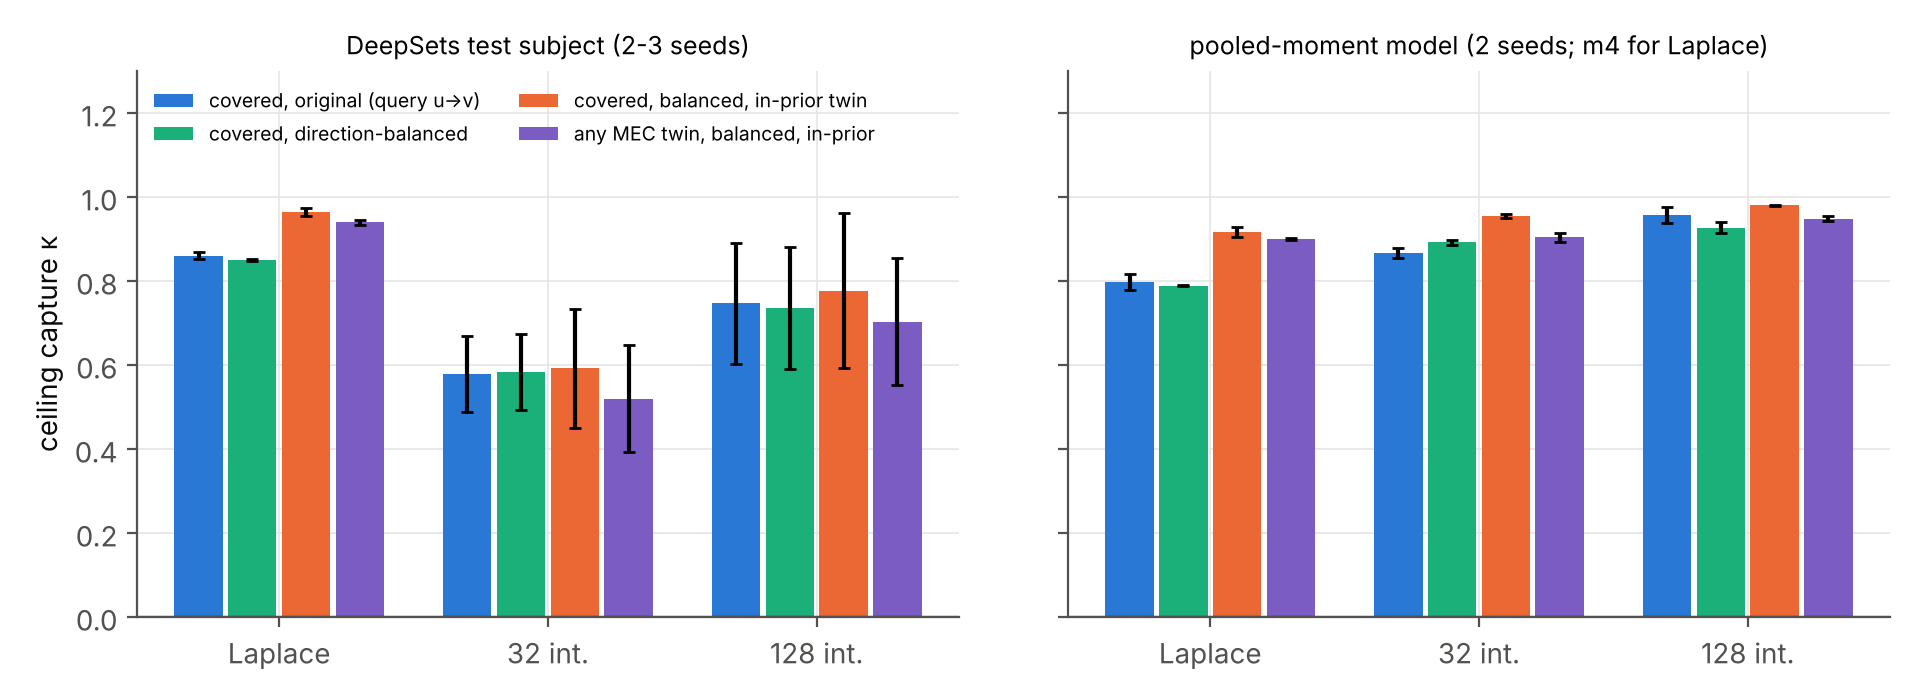 DeepSets test subject (2-3 seeds)
covered, original (query u→v)
covered, direction-balanced
covered, balanced, in-prior twin
any MEC twin, balanced, in-prior
ceiling capture κ
1.2
1.0
0.8
0.6
0.4
0.2
0.0
Laplace
32 int.
128 int.
pooled-moment model (2 seeds; m4 for Laplace)
Laplace
32 int.
128 int.